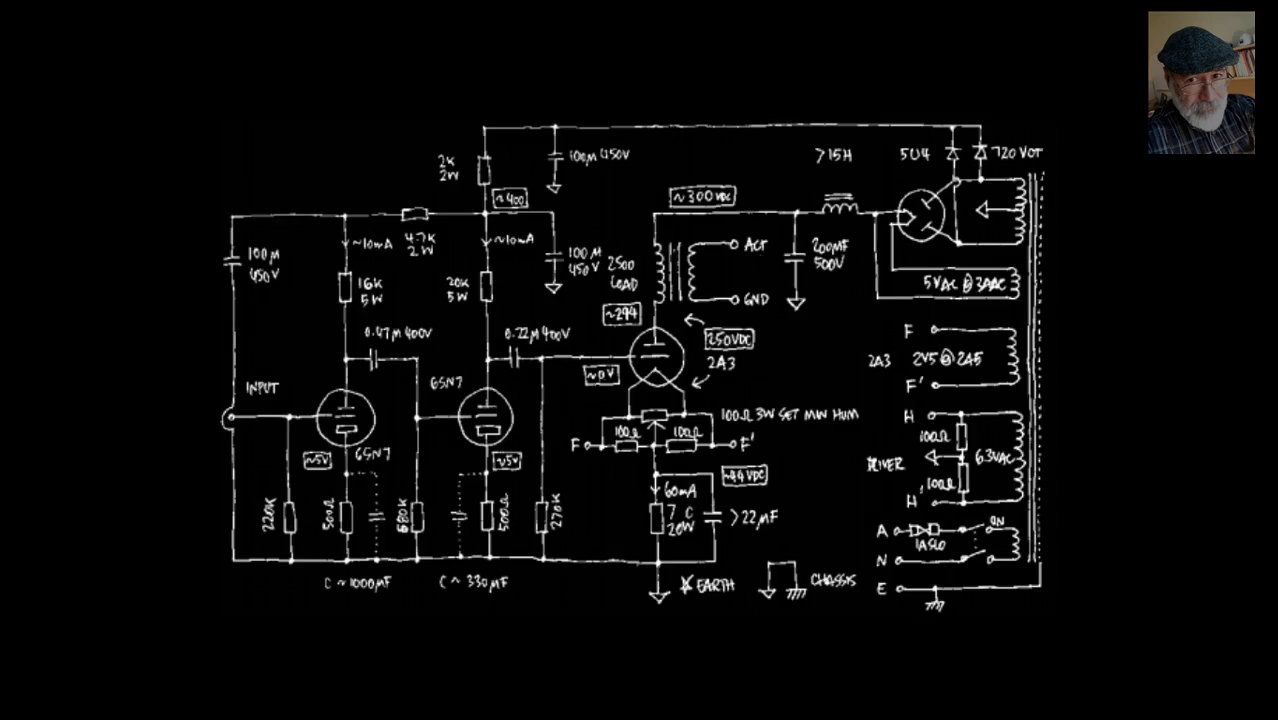 2K
2W
100M 450V
>15H
5U4
720 VCT
~400
~300VDC
~10mA
4.7K
2W
~10mA
100M
450V
100M
450V
2500
LOAD
ACT
200MF
500V
16K
5W
20K
5W
5VAC @ 3AAC
GND
~294
0.47M 400V
0.22M 400V
250VDC
2A3
F
2A3
2V5 @ 2A5
F'
~0V
INPUT
6SN7
100Ω 3W SET MIN HUM
H
100Ω
F
100Ω
100Ω
F'
6SN7
~5V
~5V
6.3VAC
100Ω
~44VDC
H'
60mA
220K
500Ω
680K
500Ω
270K
20W
>22MF
A
ON
1A SLO
N
C ~ 1000MF
C ~ 330MF
EARTH
CHASSIS
E